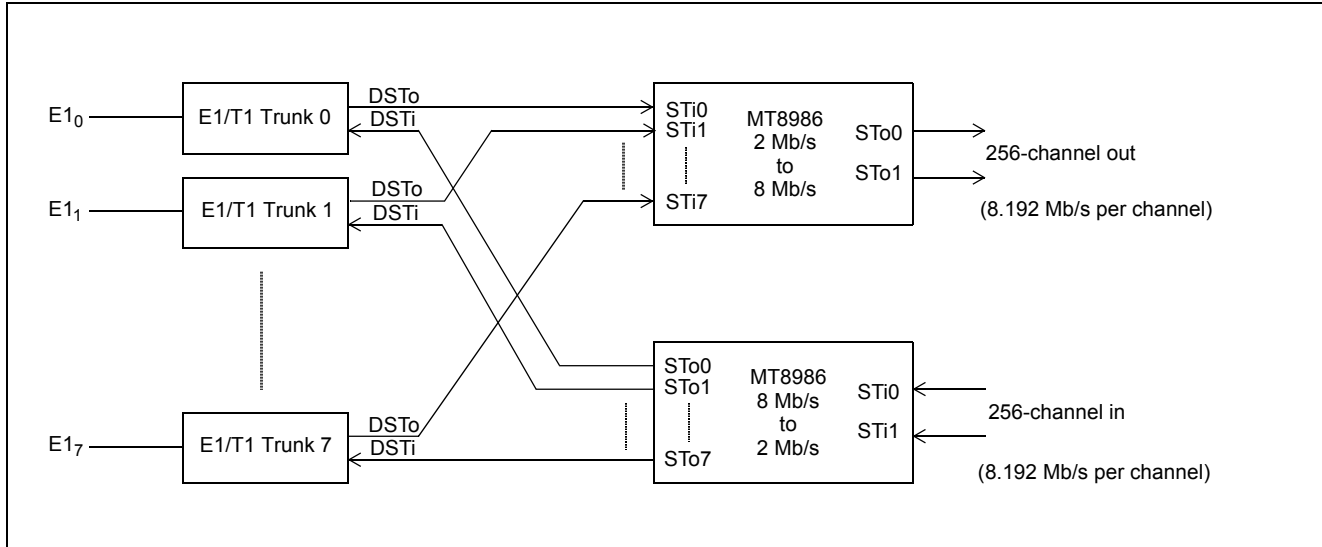 E1₀
E1/T1 Trunk 0
DSTo
DSTi
STi0
STi1
STi7
MT8986
2 Mb/s
to
8 Mb/s
STo0
STo1
256-channel out
(8.192 Mb/s per channel)
E1₁
E1/T1 Trunk 1
DSTo
DSTi
E1₇
E1/T1 Trunk 7
DSTo
DSTi
STo0
STo1
STo7
MT8986
8 Mb/s
to
2 Mb/s
STi0
STi1
256-channel in
(8.192 Mb/s per channel)